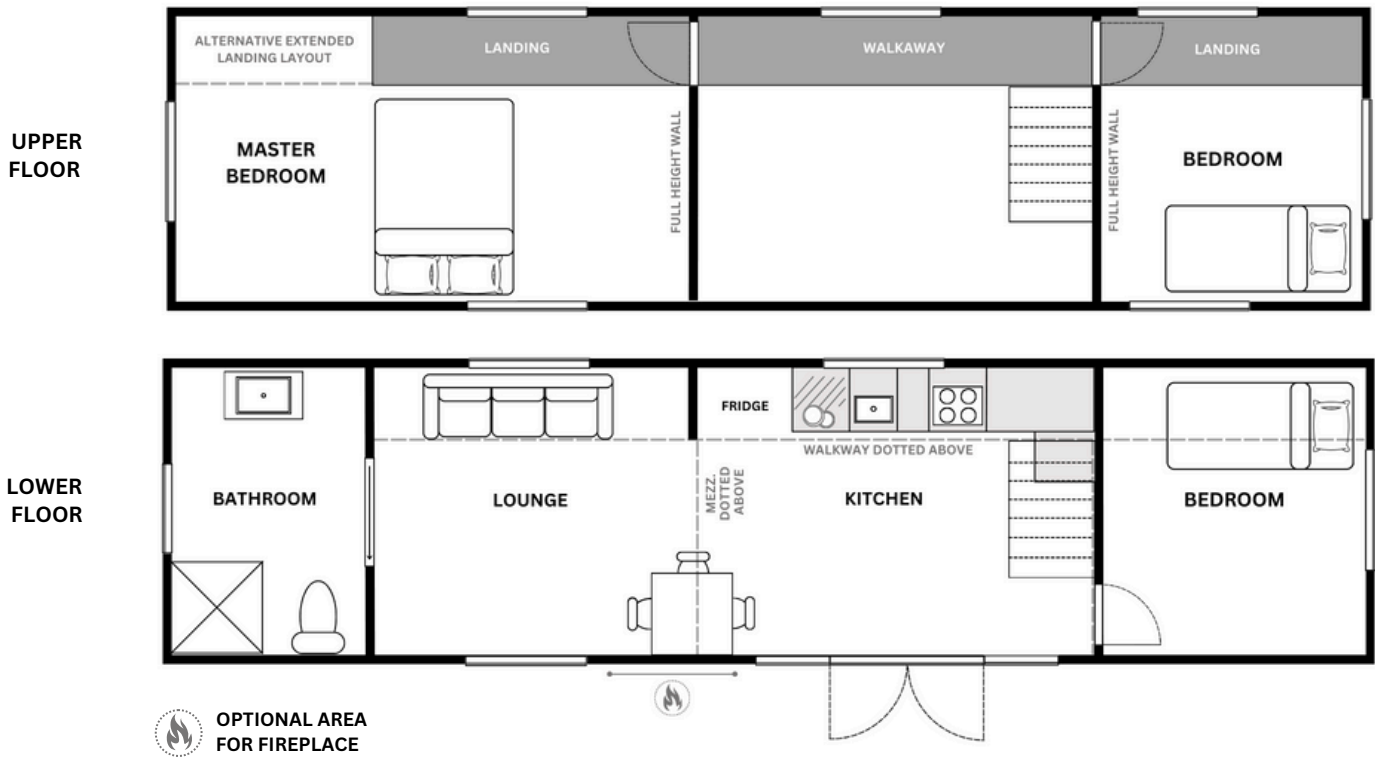 ALTERNATIVE EXTENDED
LANDING LAYOUT
LANDING
WALKAWAY
LANDING
UPPER
FLOOR
MASTER
BEDROOM
FULL HEIGHT WALL
FULL HEIGHT WALL
BEDROOM
FRIDGE
WALKWAY DOTTED ABOVE
LOWER
FLOOR
BATHROOM
LOUNGE
MEZZ.
DOTTED
ABOVE
KITCHEN
BEDROOM
OPTIONAL AREA
FOR FIREPLACE